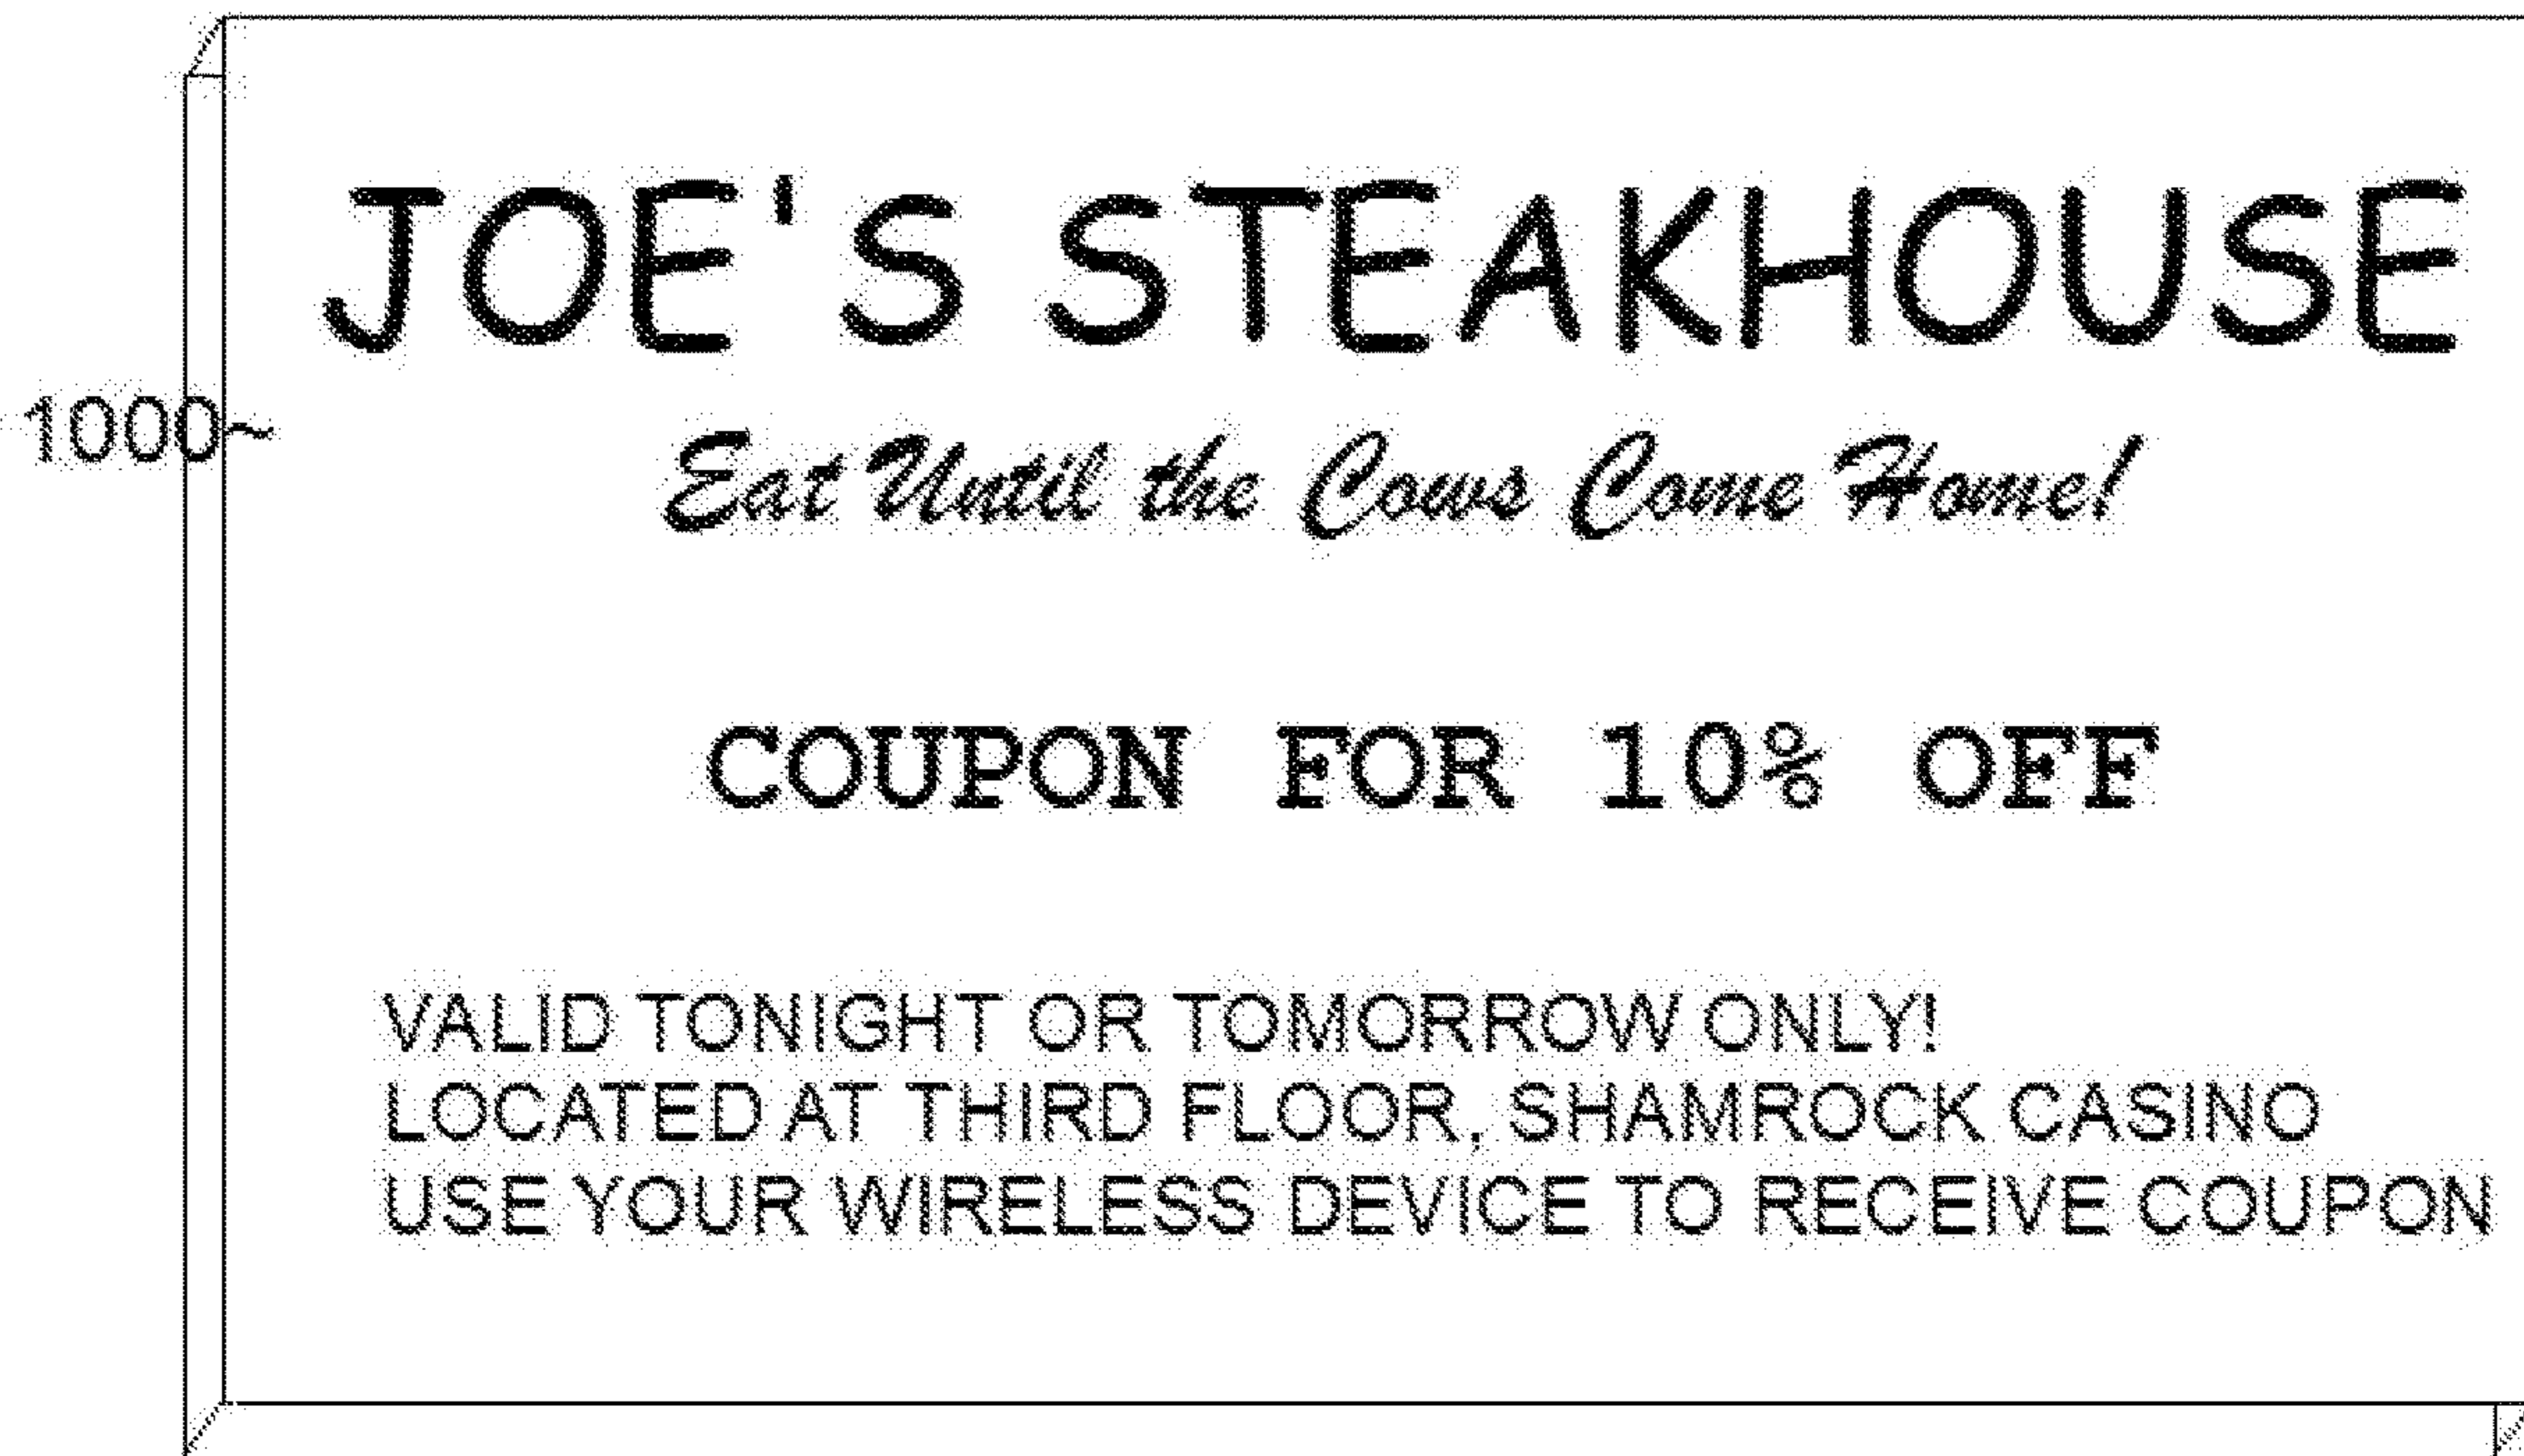 JOE'S STEAKHOUSE
1000~
Eat Until the Cows Come Home!
COUPON FOR 10% OFF
VALID TONIGHT OR TOMORROW ONLY!
LOCATED AT THIRD FLOOR, SHAMROCK CASINO
USE YOUR WIRELESS DEVICE TO RECEIVE COUPON